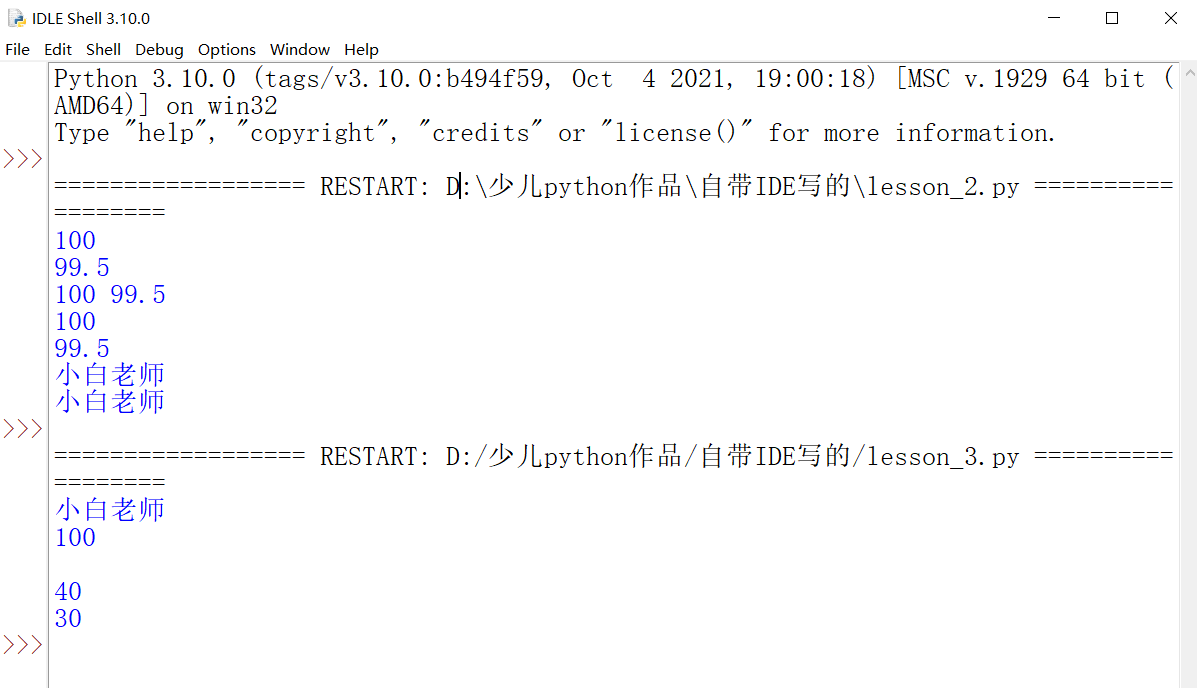 IDLE Shell 3.10.0
File Edit Shell Debug Options Window Help
Python 3.10.0 (tags/v3.10.0:b494f59, Oct  4 2021, 19:00:18) [MSC v.1929 64 bit (
AMD64)] on win32
Type "help", "copyright", "credits" or "license()" for more information.
>>>
================== RESTART: D:\少儿python作品\自带IDE写的\lesson_2.py ==========
========
100
99.5
100 99.5
100
99.5
小白老师
小白老师
>>>
================== RESTART: D:/少儿python作品/自带IDE写的/lesson_3.py ==========
========
小白老师
100

40
30
>>>